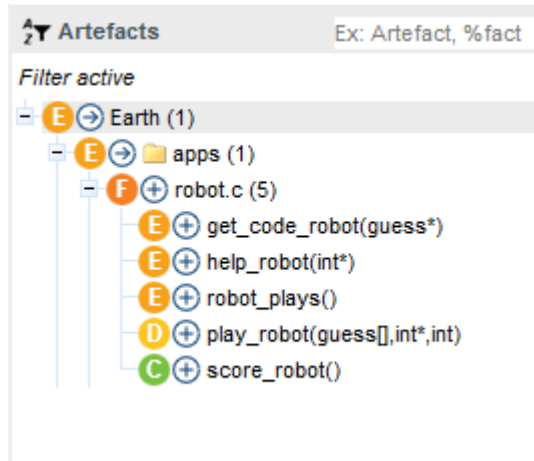 Artefacts Ex: Artefact, %fact
Filter active
E Earth (1)
E apps (1)
F robot.c (5)
E get_code_robot(guess*)
E help_robot(int*)
E robot_plays()
D play_robot(guess[],int*,int)
C score_robot()